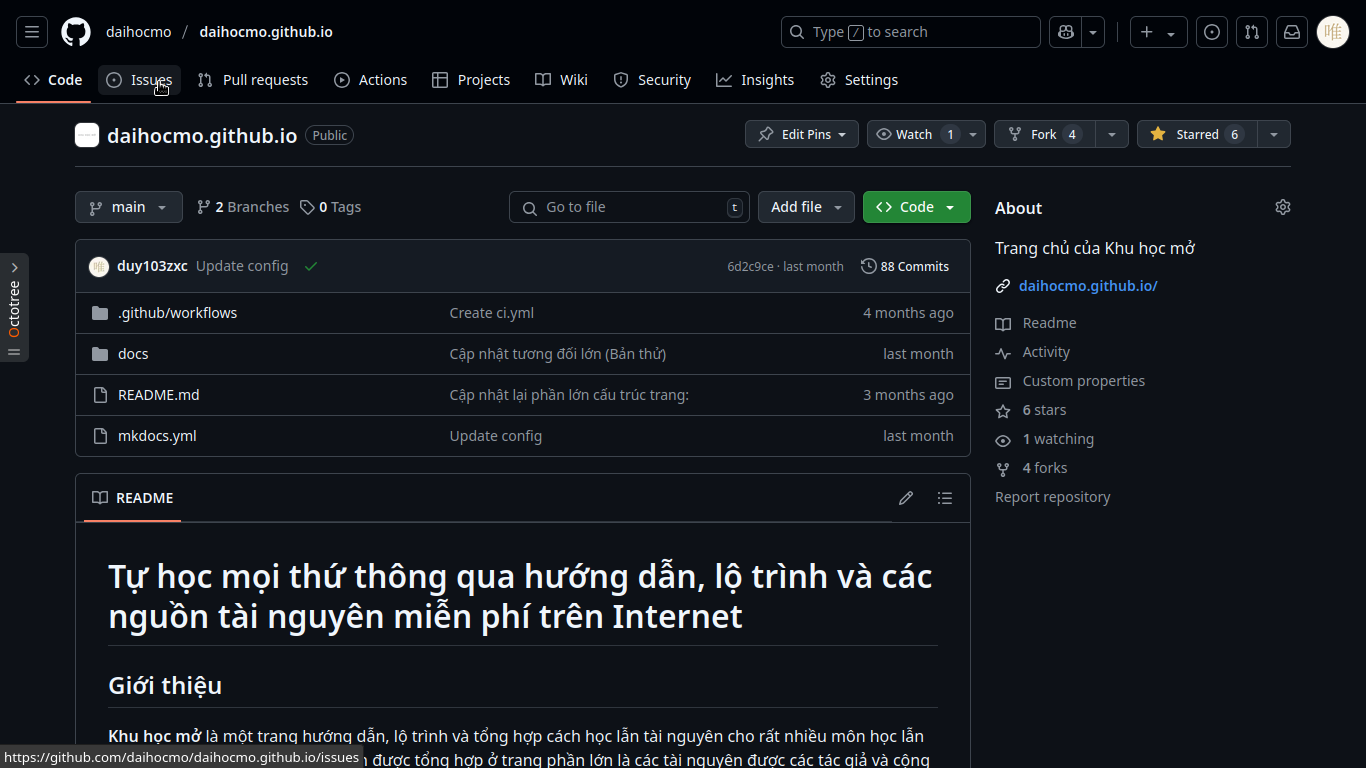 daihocmo / daihocmo.github.io
Type / to search
唯
Code
Issues
Pull requests
Actions
Projects
Wiki
Security
Insights
Settings
daihocmo.github.io Public
Edit Pins
Watch 1
Fork 4
Starred 6
main
2 Branches
0 Tags
Go to file t
Add file
Code
唯 duy103zxc Update config
6d2c9ce · last month
88 Commits
.github/workflows Create ci.yml 4 months ago
docs Cập nhật tương đối lớn (Bản thử) last month
README.md Cập nhật lại phần lớn cấu trúc trang: 3 months ago
mkdocs.yml Update config last month
README
Tự học mọi thứ thông qua hướng dẫn, lộ trình và các
nguồn tài nguyên miễn phí trên Internet
Giới thiệu
Khu học mở là một trang hướng dẫn, lộ trình và tổng hợp cách học lẫn tài nguyên cho rất nhiều môn học lẫn
được tổng hợp ở trang phần lớn là các tài nguyên được các tác giả và cộng
About
Trang chủ của Khu học mở
daihocmo.github.io/
Readme
Activity
Custom properties
6 stars
1 watching
4 forks
Report repository
Octotree
https://github.com/daihocmo/daihocmo.github.io/issues